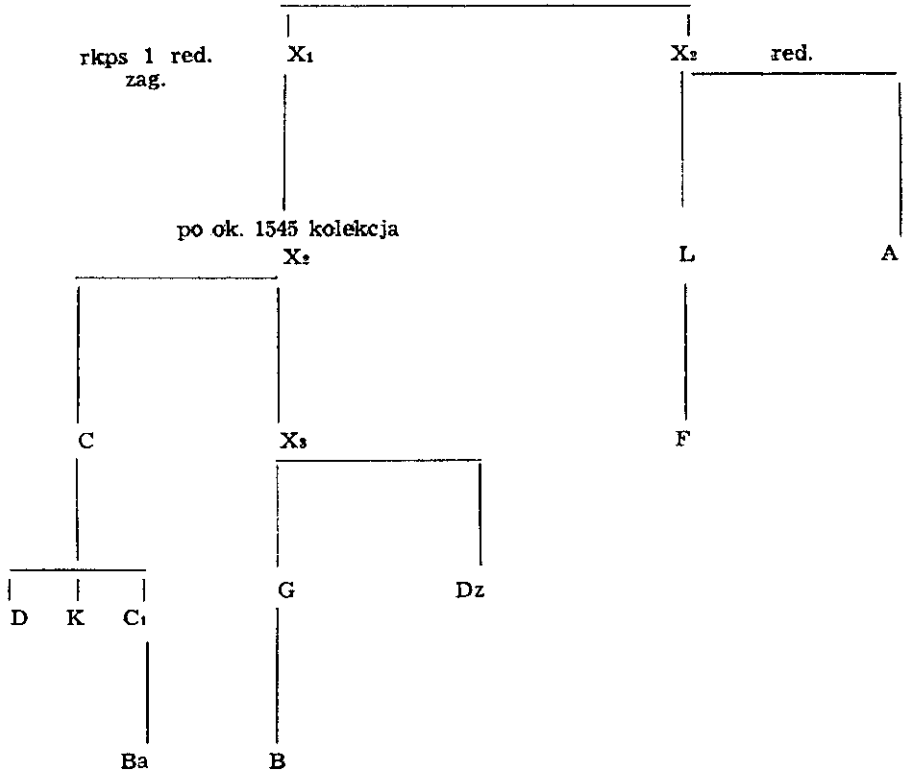 rkps 1 red. X₁ X₂ red.
zag.
po ok. 1545 kolekcja
X₂ L A
C X₃ F
D K C₁ G Dz
Ba B